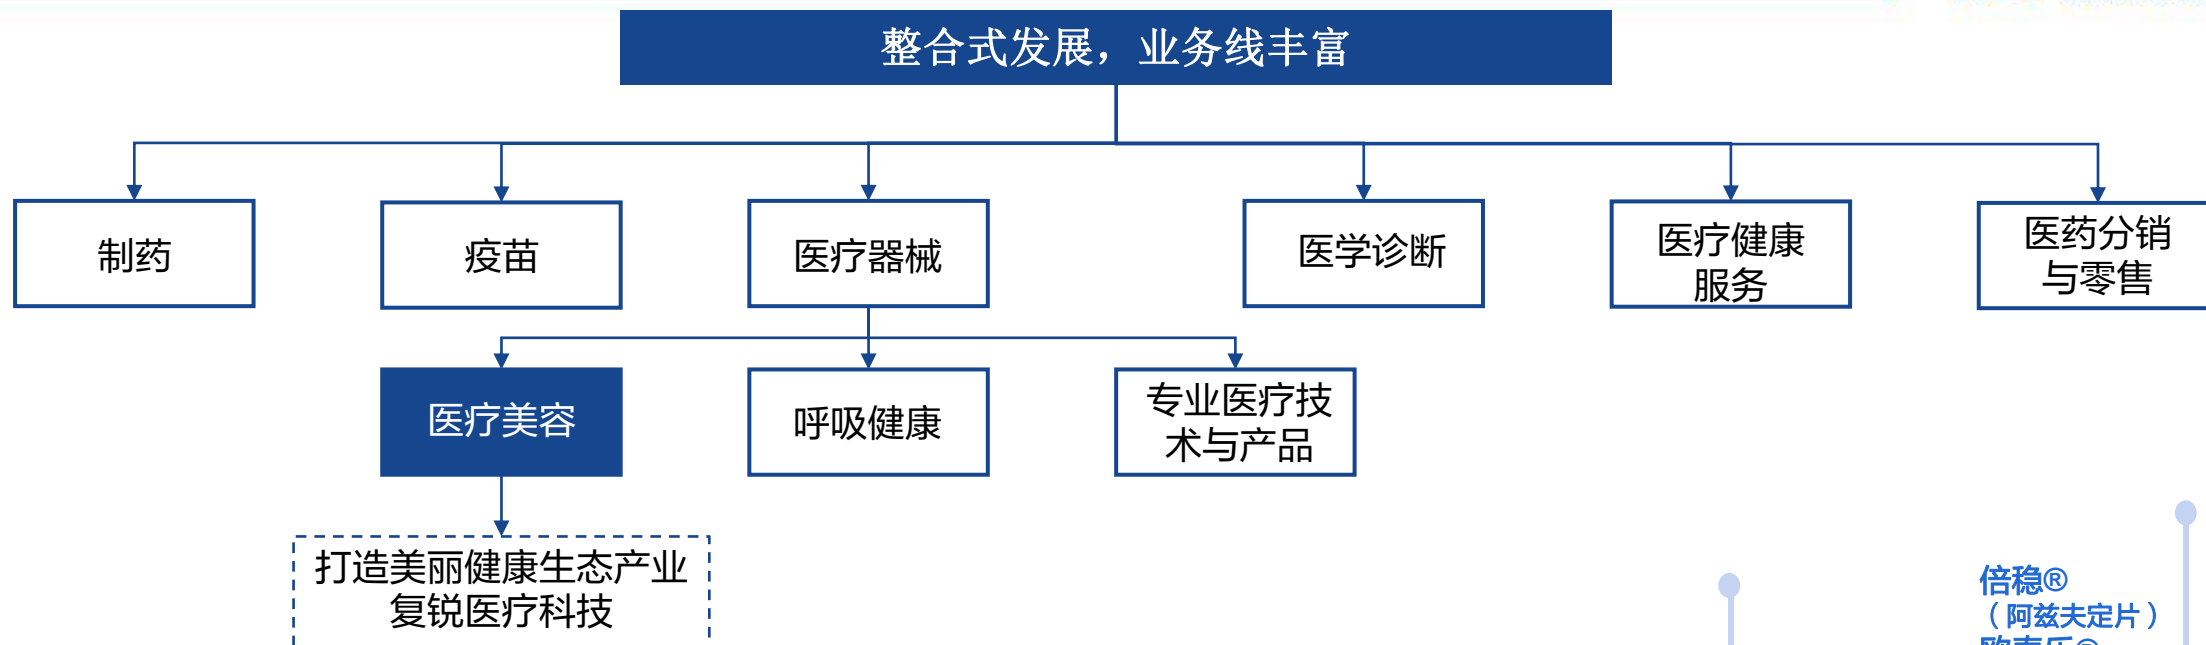 整合式发展，业务线丰富
制药
疫苗
医疗器械
医学诊断
医疗健康
服务
医药分销
与零售
医疗美容
呼吸健康
专业医疗技
术与产品
打造美丽健康生态产业
复锐医疗科技
倍稳®
（阿兹夫定片）